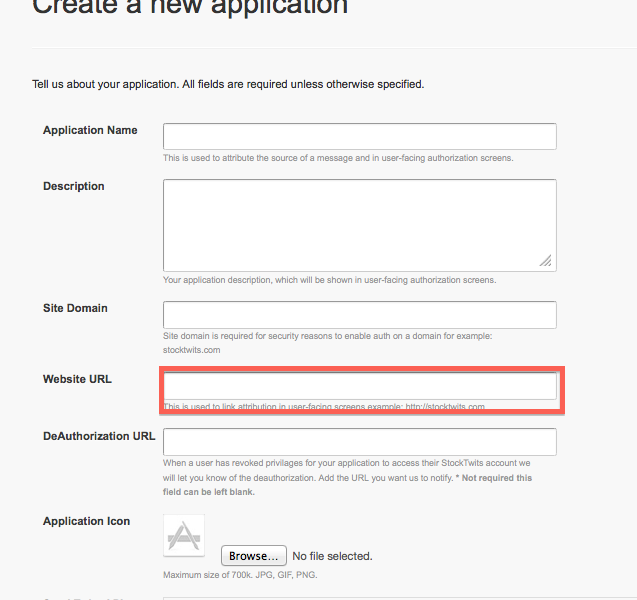 Create a new application
Tell us about your application. All fields are required unless otherwise specified.
Application Name
This is used to attribute the source of a message and in user-facing authorization screens.
Description
Your application description, which will be shown in user-facing authorization screens.
Site Domain
Site domain is required for security reasons to enable auth on a domain for example:
stocktwits.com
Website URL
This is used to link attribution in user-facing screens example: http://stocktwits.com
DeAuthorization URL
When a user has revoked privilages for your application to access their StockTwits account we
will let you know of the deauthorization. Add the URL you want us to notify. * Not required this
field can be left blank.
Application Icon
Browse... No file selected.
Maximum size of 700k. JPG, GIF, PNG.